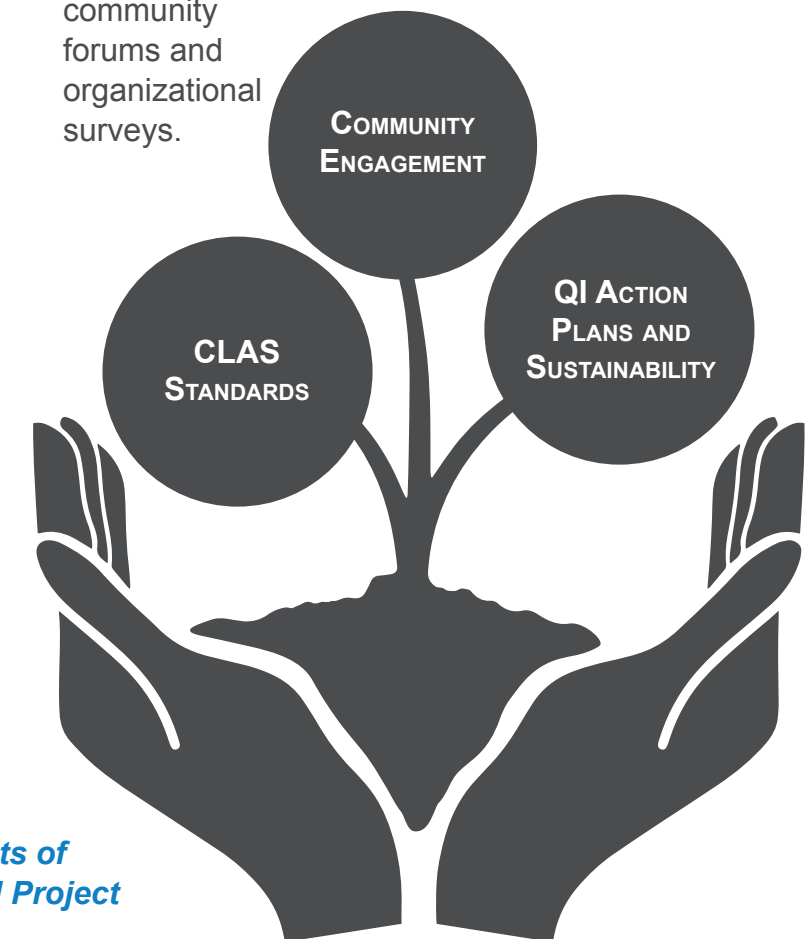 community
forums and
organizational
surveys.
Community
Engagement
QI Action
Plans and
Sustainability
CLAS
Standards
ts of
Project